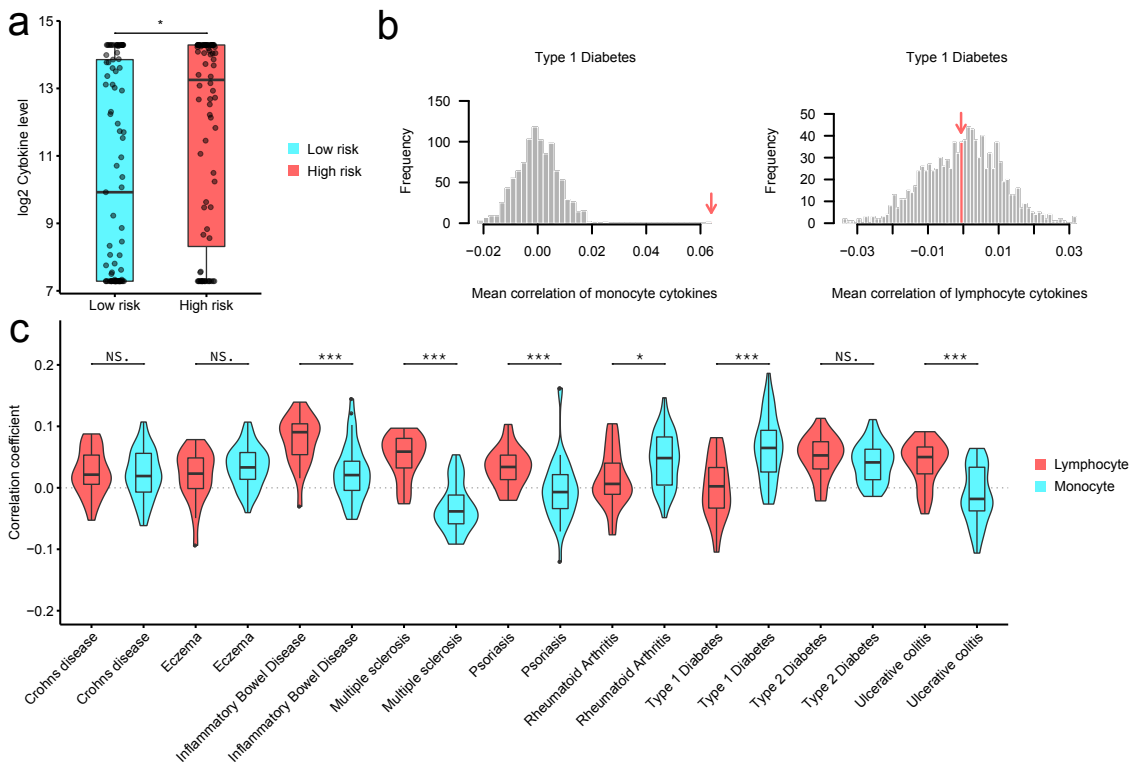 a
15
13
11
9
7
log2 Cytokine level
*
Low risk
High risk
Low risk
High risk
b
Type 1 Diabetes
150
100
50
0
Frequency
−0.02
0.00
0.02
0.04
0.06
Mean correlation of monocyte cytokines
Type 1 Diabetes
50
40
30
20
10
0
Frequency
−0.03
−0.01
0.01
0.03
Mean correlation of lymphocyte cytokines
c
0.2
0.1
0.0
−0.1
−0.2
Correlation coefficient
NS.
NS.
***
***
***
*
***
NS.
***
Lymphocyte
Monocyte
Crohns disease
Crohns disease
Eczema
Eczema
Inflammatory Bowel Disease
Inflammatory Bowel Disease
Multiple sclerosis
Multiple sclerosis
Psoriasis
Psoriasis
Rheumatoid Arthritis
Rheumatoid Arthritis
Type 1 Diabetes
Type 1 Diabetes
Type 2 Diabetes
Type 2 Diabetes
Ulcerative colitis
Ulcerative colitis